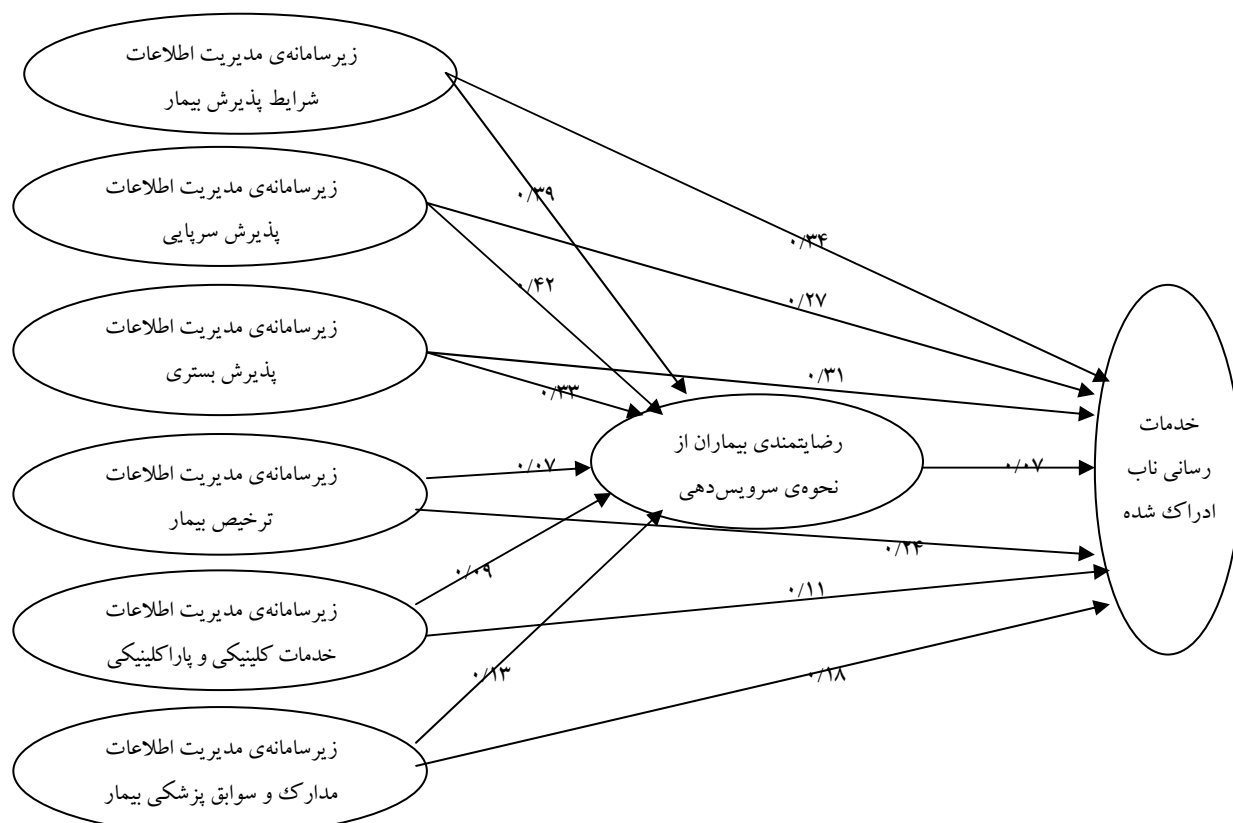 زیرسامانه‌ی مدیریت اطلاعات
شرایط پذیرش بیمار
زیرسامانه‌ی مدیریت اطلاعات
پذیرش سرپایی
زیرسامانه‌ی مدیریت اطلاعات
پذیرش بستری
زیرسامانه‌ی مدیریت اطلاعات
ترخیص بیمار
زیرسامانه‌ی مدیریت اطلاعات
خدمات کلینیکی و پاراکلینیکی
زیرسامانه‌ی مدیریت اطلاعات
مدارک و سوابق پزشکی بیمار
۰/۳۹
۰/۳۴
۰/۴۲
۰/۲۷
۰/۳۳
۰/۳۱
۰/۰۷
۰/۲۴
۰/۰۹
۰/۱۱
۰/۱۳
۰/۱۸
رضایتمندی بیماران از
نحوه‌ی سرویس‌دهی
۰/۰۷
خدمات
رسانی ناب
ادراک شده